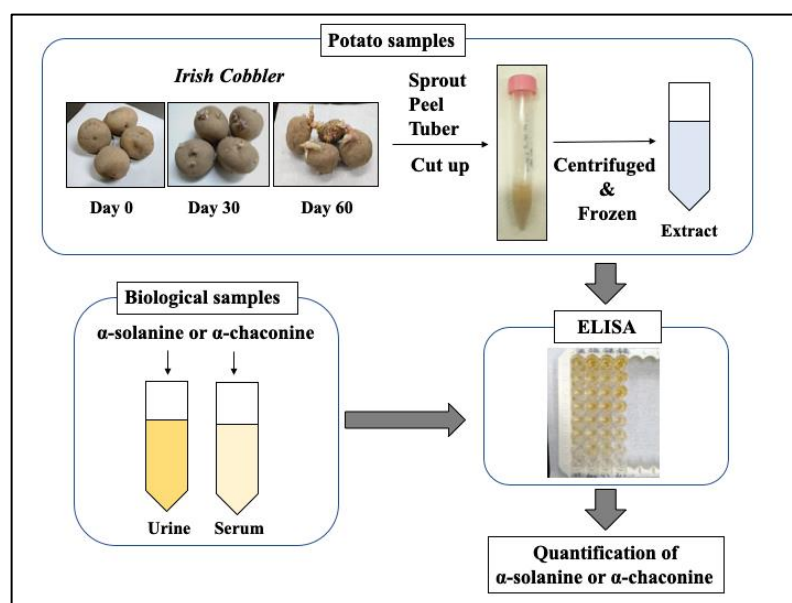 Potato samples
Irish Cobbler
Day 0
Day 30
Day 60
Sprout
Peel
Tuber
Cut up
Centrifuged
&
Frozen
Extract
Biological samples
α-solanine or α-chaconine
Urine
Serum
ELISA
Quantification of
α-solanine or α-chaconine